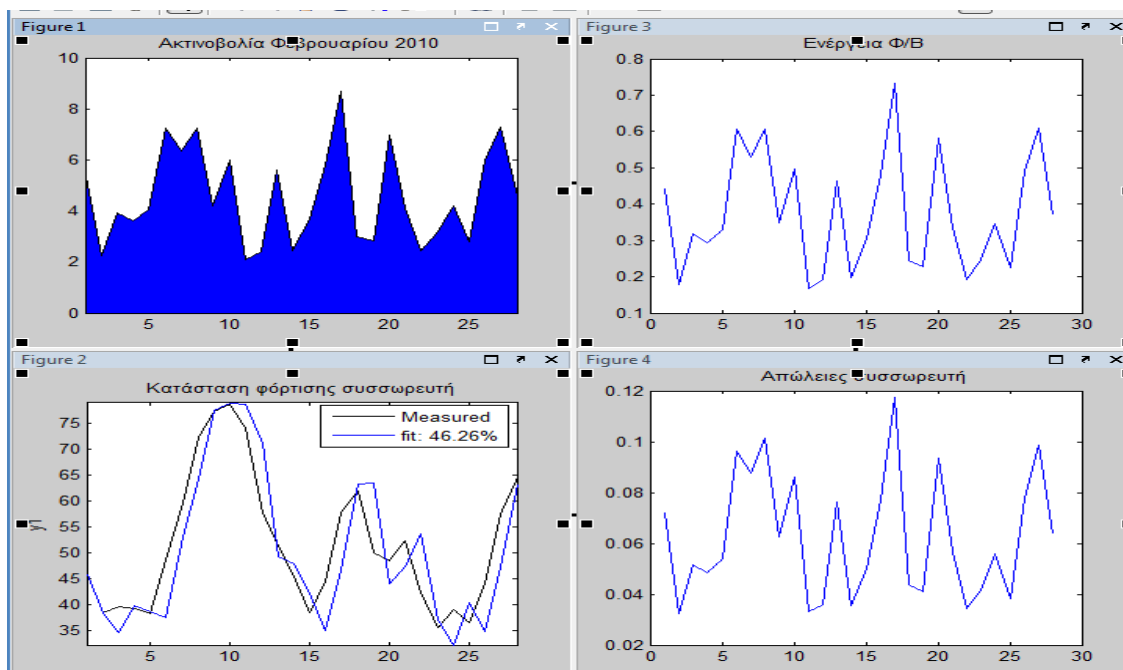 Figure 1
Ακτινοβολία Φεβρουαρίου 2010
10
8
6
4
2
0
5 10 15 20 25
Figure 3
Ενέργεια Φ/Β
0.8
0.7
0.6
0.5
0.4
0.3
0.2
0.1
0 5 10 15 20 25 30
Figure 2
Κατάσταση φόρτισης συσσωρευτή
Measured
fit: 46.26%
y1
75
70
65
60
55
50
45
40
35
5 10 15 20 25
Figure 4
Απώλειες συσσωρευτή
0.12
0.1
0.08
0.06
0.04
0.02
0 5 10 15 20 25 30